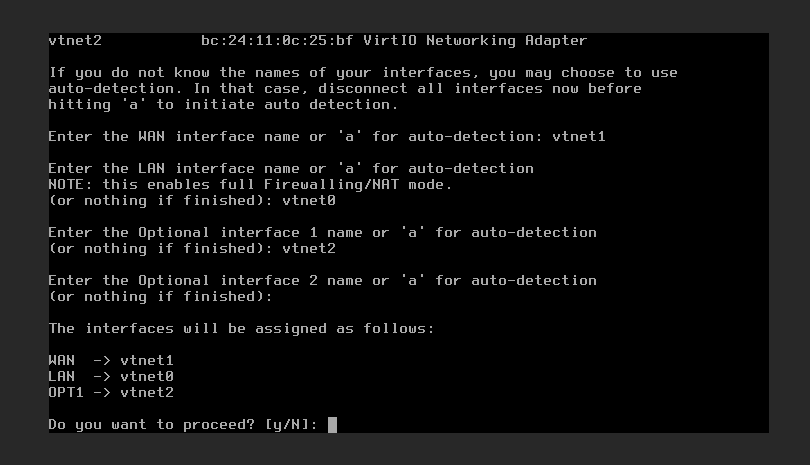 vtnet2           bc:24:11:0c:25:bf VirtIO Networking Adapter
If you do not know the names of your interfaces, you may choose to use
auto-detection. In that case, disconnect all interfaces now before
hitting 'a' to initiate auto detection.
Enter the WAN interface name or 'a' for auto-detection: vtnet1
Enter the LAN interface name or 'a' for auto-detection
NOTE: this enables full Firewalling/NAT mode.
(or nothing if finished): vtnet0
Enter the Optional interface 1 name or 'a' for auto-detection
(or nothing if finished): vtnet2
Enter the Optional interface 2 name or 'a' for auto-detection
(or nothing if finished):
The interfaces will be assigned as follows:
WAN  -> vtnet1
LAN  -> vtnet0
OPT1 -> vtnet2
Do you want to proceed? [y/N]: